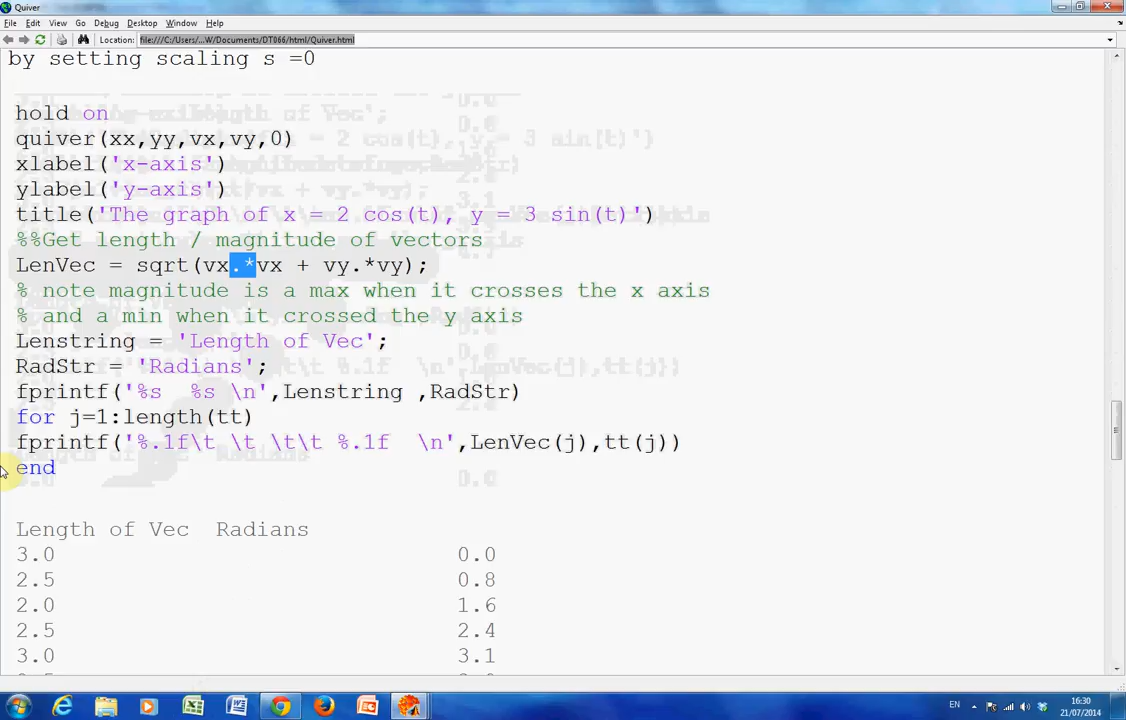 Quiver
File Edit View Go Debug Desktop Window Help
Location: file:///C:/Users/...W/Documents/DT066/html/Quiver.html
by setting scaling s =0
hold on
quiver(xx,yy,vx,vy,0)
xlabel('x-axis')
ylabel('y-axis')
title('The graph of x = 2 cos(t), y = 3 sin(t)')
%%Get length / magnitude of vectors
LenVec = sqrt(vx.*vx + vy.*vy);
% note magnitude is a max when it crosses the x axis
% and a min when it crossed the y axis
Lenstring = 'Length of Vec';
RadStr = 'Radians';
fprintf('%s  %s \n',Lenstring ,RadStr)
for j=1:length(tt)
fprintf('%.1f\t \t \t\t %.1f  \n',LenVec(j),tt(j))
end
Length of Vec  Radians
3.0 0.0
2.5 0.8
2.0 1.6
2.5 2.4
3.0 3.1
EN
16:30
21/07/2014